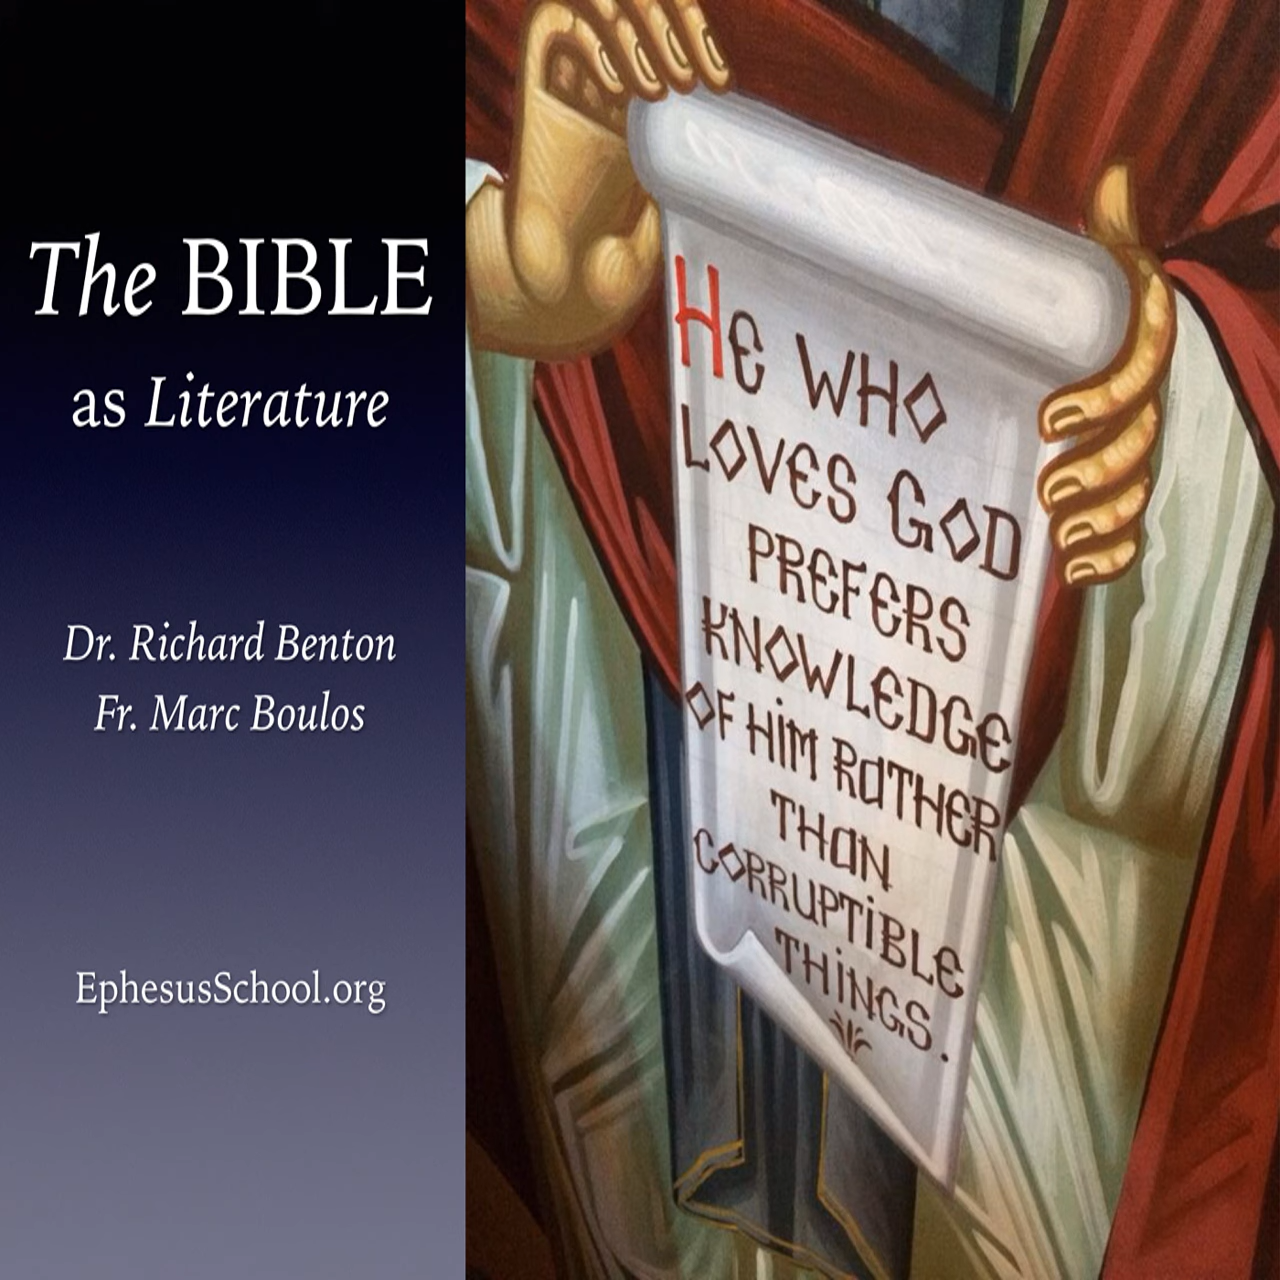 The BIBLE
as Literature
Dr. Richard Benton
Fr. Marc Boulos
EphesusSchool.org
HE WHO
LOVES GOD
PREFERS
KNOWLEDGE
OF HIM RATHER
THAN
CORRUPTIBLE
THINGS.